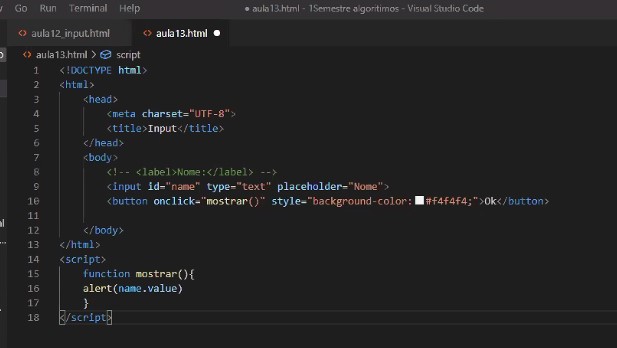 Go Run Terminal Help
● aula13.html - 1Semestre algoritimos - Visual Studio Code
<> aula12_input.html
<> aula13.html ●
<> aula13.html > script
1 <!DOCTYPE html>
2 <html>
3 <head>
4 <meta charset="UTF-8">
5 <title>Input</title>
6 </head>
7 <body>
8 <!-- <label>Nome:</label> -->
9 <input id="name" type="text" placeholder="Nome">
10 <button onclick="mostrar()" style="background-color:#f4f4f4;">Ok</button>
11
12 </body>
13 </html>
14 <script>
15 function mostrar(){
16 alert(name.value)
17 }
18 </script>